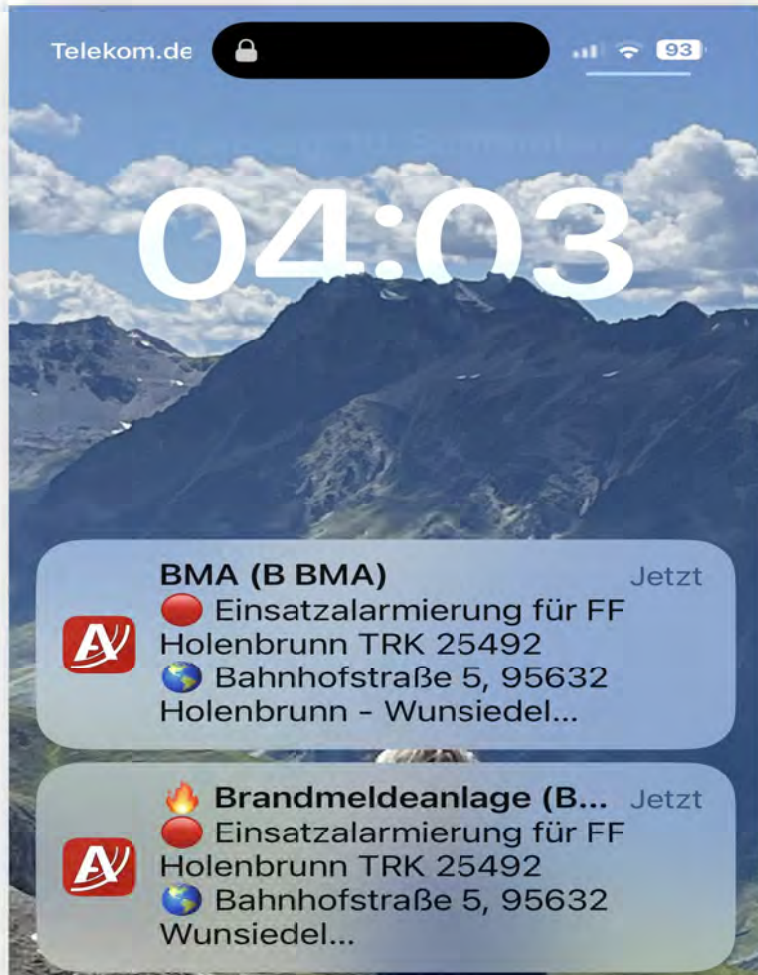 Telekom.de 93
04:03
BMA (B BMA) Jetzt
🔴 Einsatzalarmierung für FF
Holenbrunn TRK 25492
🌎 Bahnhofstraße 5, 95632
Holenbrunn - Wunsiedel...
🔥 Brandmeldeanlage (B... Jetzt
🔴 Einsatzalarmierung für FF
Holenbrunn TRK 25492
🌎 Bahnhofstraße 5, 95632
Wunsiedel...